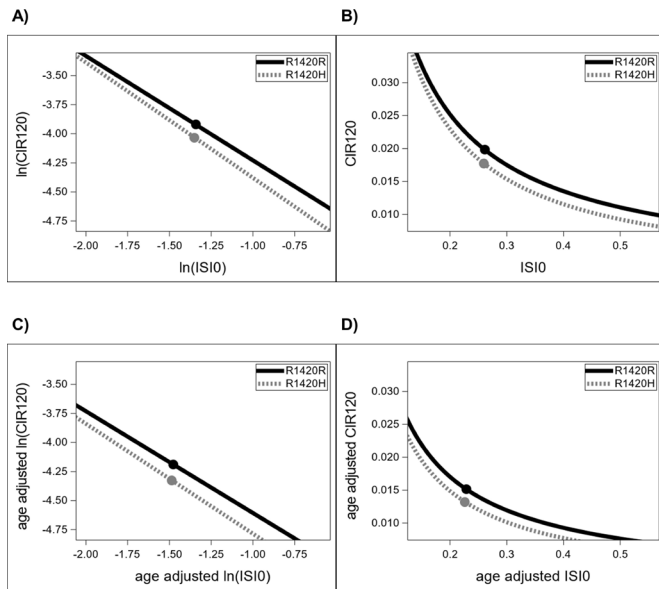 A)
ln(CIR120)
-3.50
-3.75
-4.00
-4.25
-4.50
-4.75
R1420R
R1420H
-2.00 -1.75 -1.50 -1.25 -1.00 -0.75
ln(ISI0)
B)
CIR120
0.030
0.025
0.020
0.015
0.010
R1420R
R1420H
0.2 0.3 0.4 0.5
ISI0
C)
age adjusted ln(CIR120)
-3.50
-3.75
-4.00
-4.25
-4.50
-4.75
R1420R
R1420H
-2.00 -1.75 -1.50 -1.25 -1.00 -0.75
age adjusted ln(ISI0)
D)
age adjusted CIR120
0.030
0.025
0.020
0.015
0.010
R1420R
R1420H
0.2 0.3 0.4 0.5
age adjusted ISI0